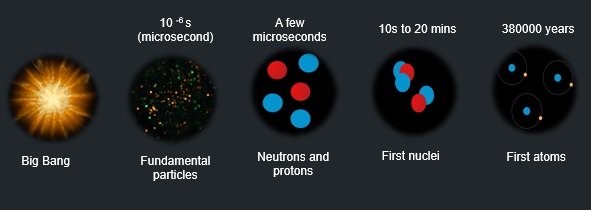 10 -6 s
(microsecond)
A few
microseconds
10s to 20 mins
380000 years
Big Bang
Fundamental
particles
Neutrons and
protons
First nuclei
First atoms